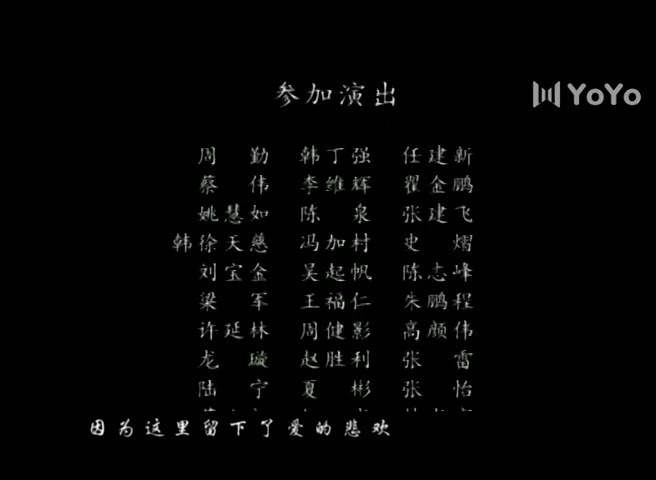 参加演出
YoYo
周勤 韩丁强 任建新
蔡伟 李维辉 翟金鹏
姚慧如 陈泉 张建飞
韩徐天慈 冯加村 史熠
刘宝金 吴起帆 陈志峰
梁军 王福仁 朱鹏程
许延林 周健影 高颜伟
龙璇 赵胜利 张雷
陆宁 夏彬 张怡
因为这里留下了爱的悲欢